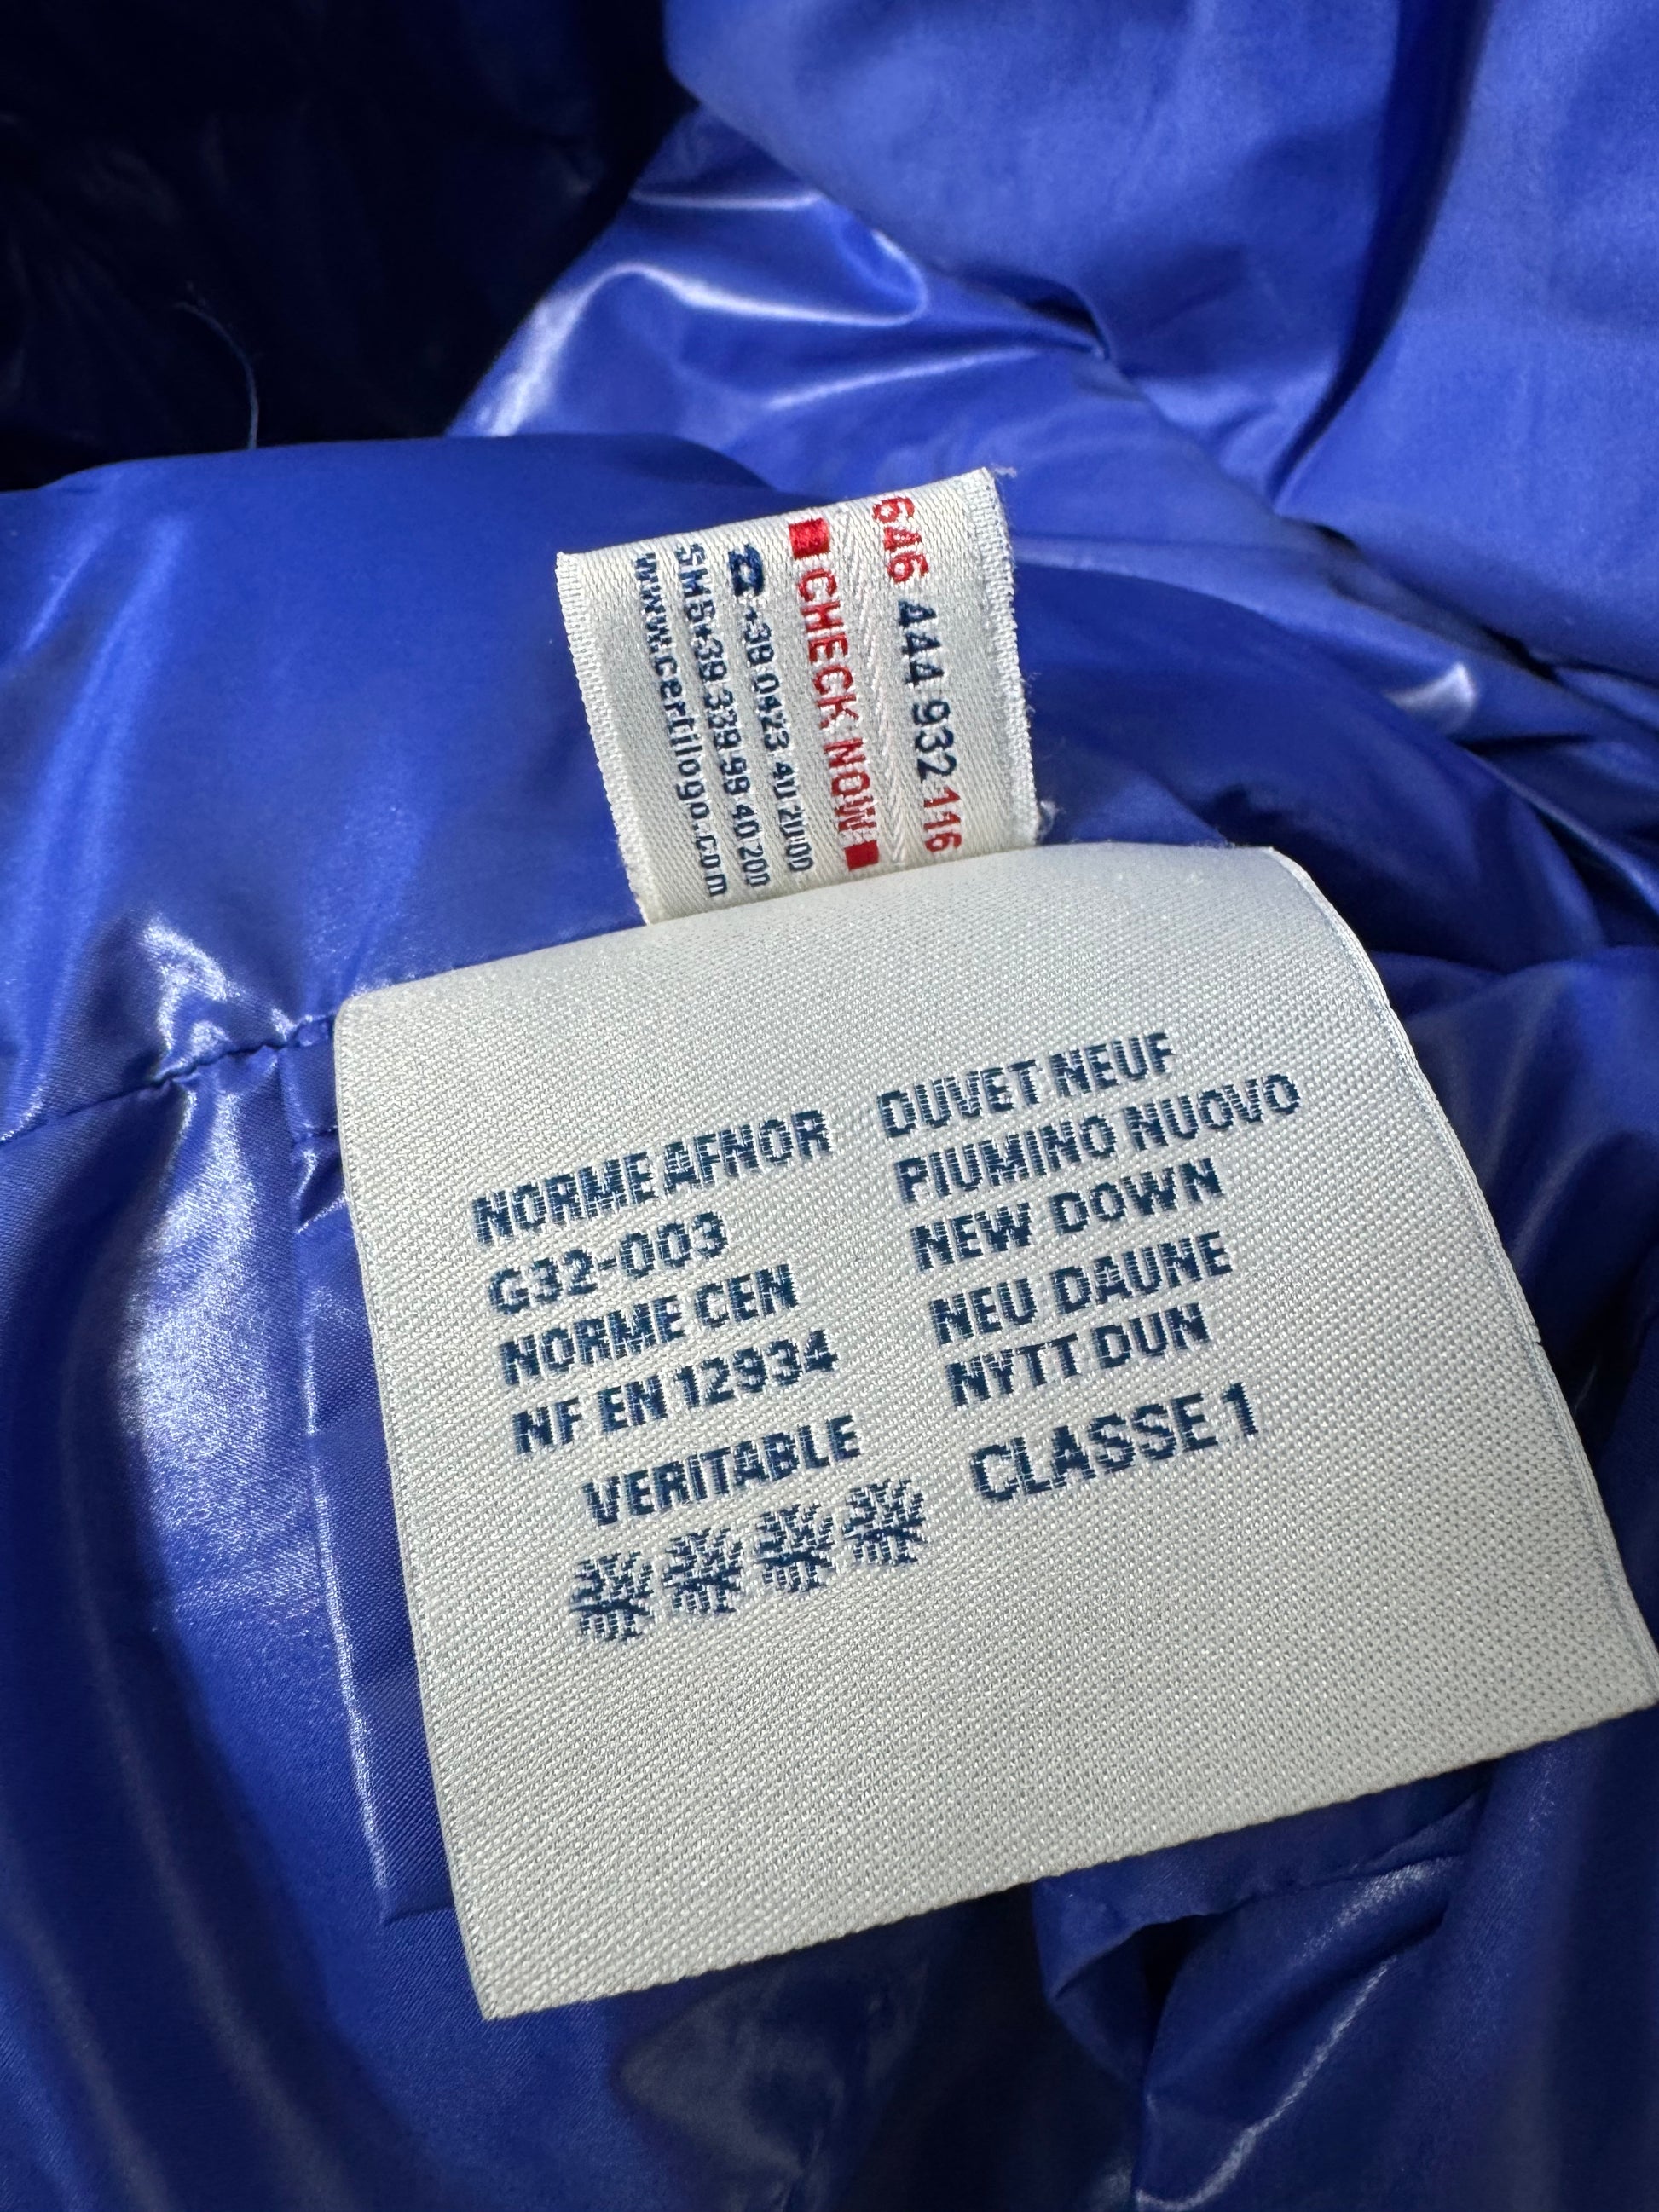 646 444 932 116
CHECK NOW!
+39 0423 40 20 00
SMS+39 339 99 40 200
www.certilogo.com
NORME AFNOR
G32-003
NORME CEN
NF EN 12934
VERITABLE
DUVET NEUF
PIUMINO NUOVO
NEW DOWN
NEU DAUNE
NYTT DUN
CLASSE 1